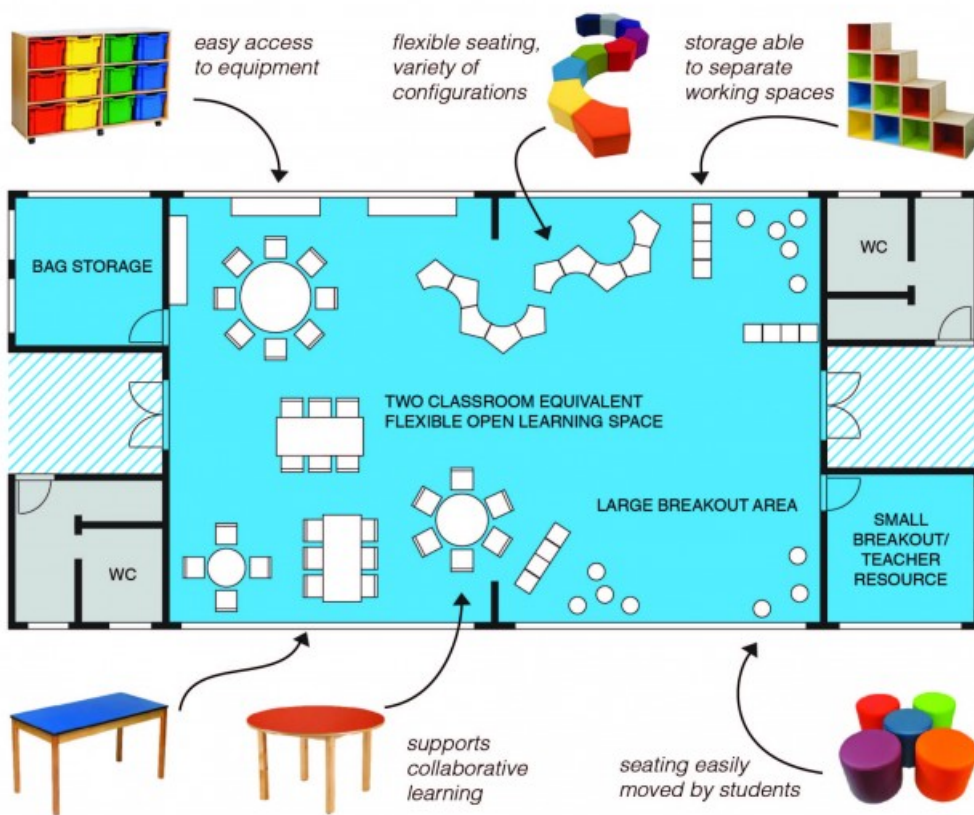 easy access
to equipment
flexible seating,
variety of
configurations
storage able
to separate
working spaces
BAG STORAGE
WC
TWO CLASSROOM EQUIVALENT
FLEXIBLE OPEN LEARNING SPACE
LARGE BREAKOUT AREA
SMALL
BREAKOUT/
TEACHER
RESOURCE
WC
supports
collaborative
learning
seating easily
moved by students